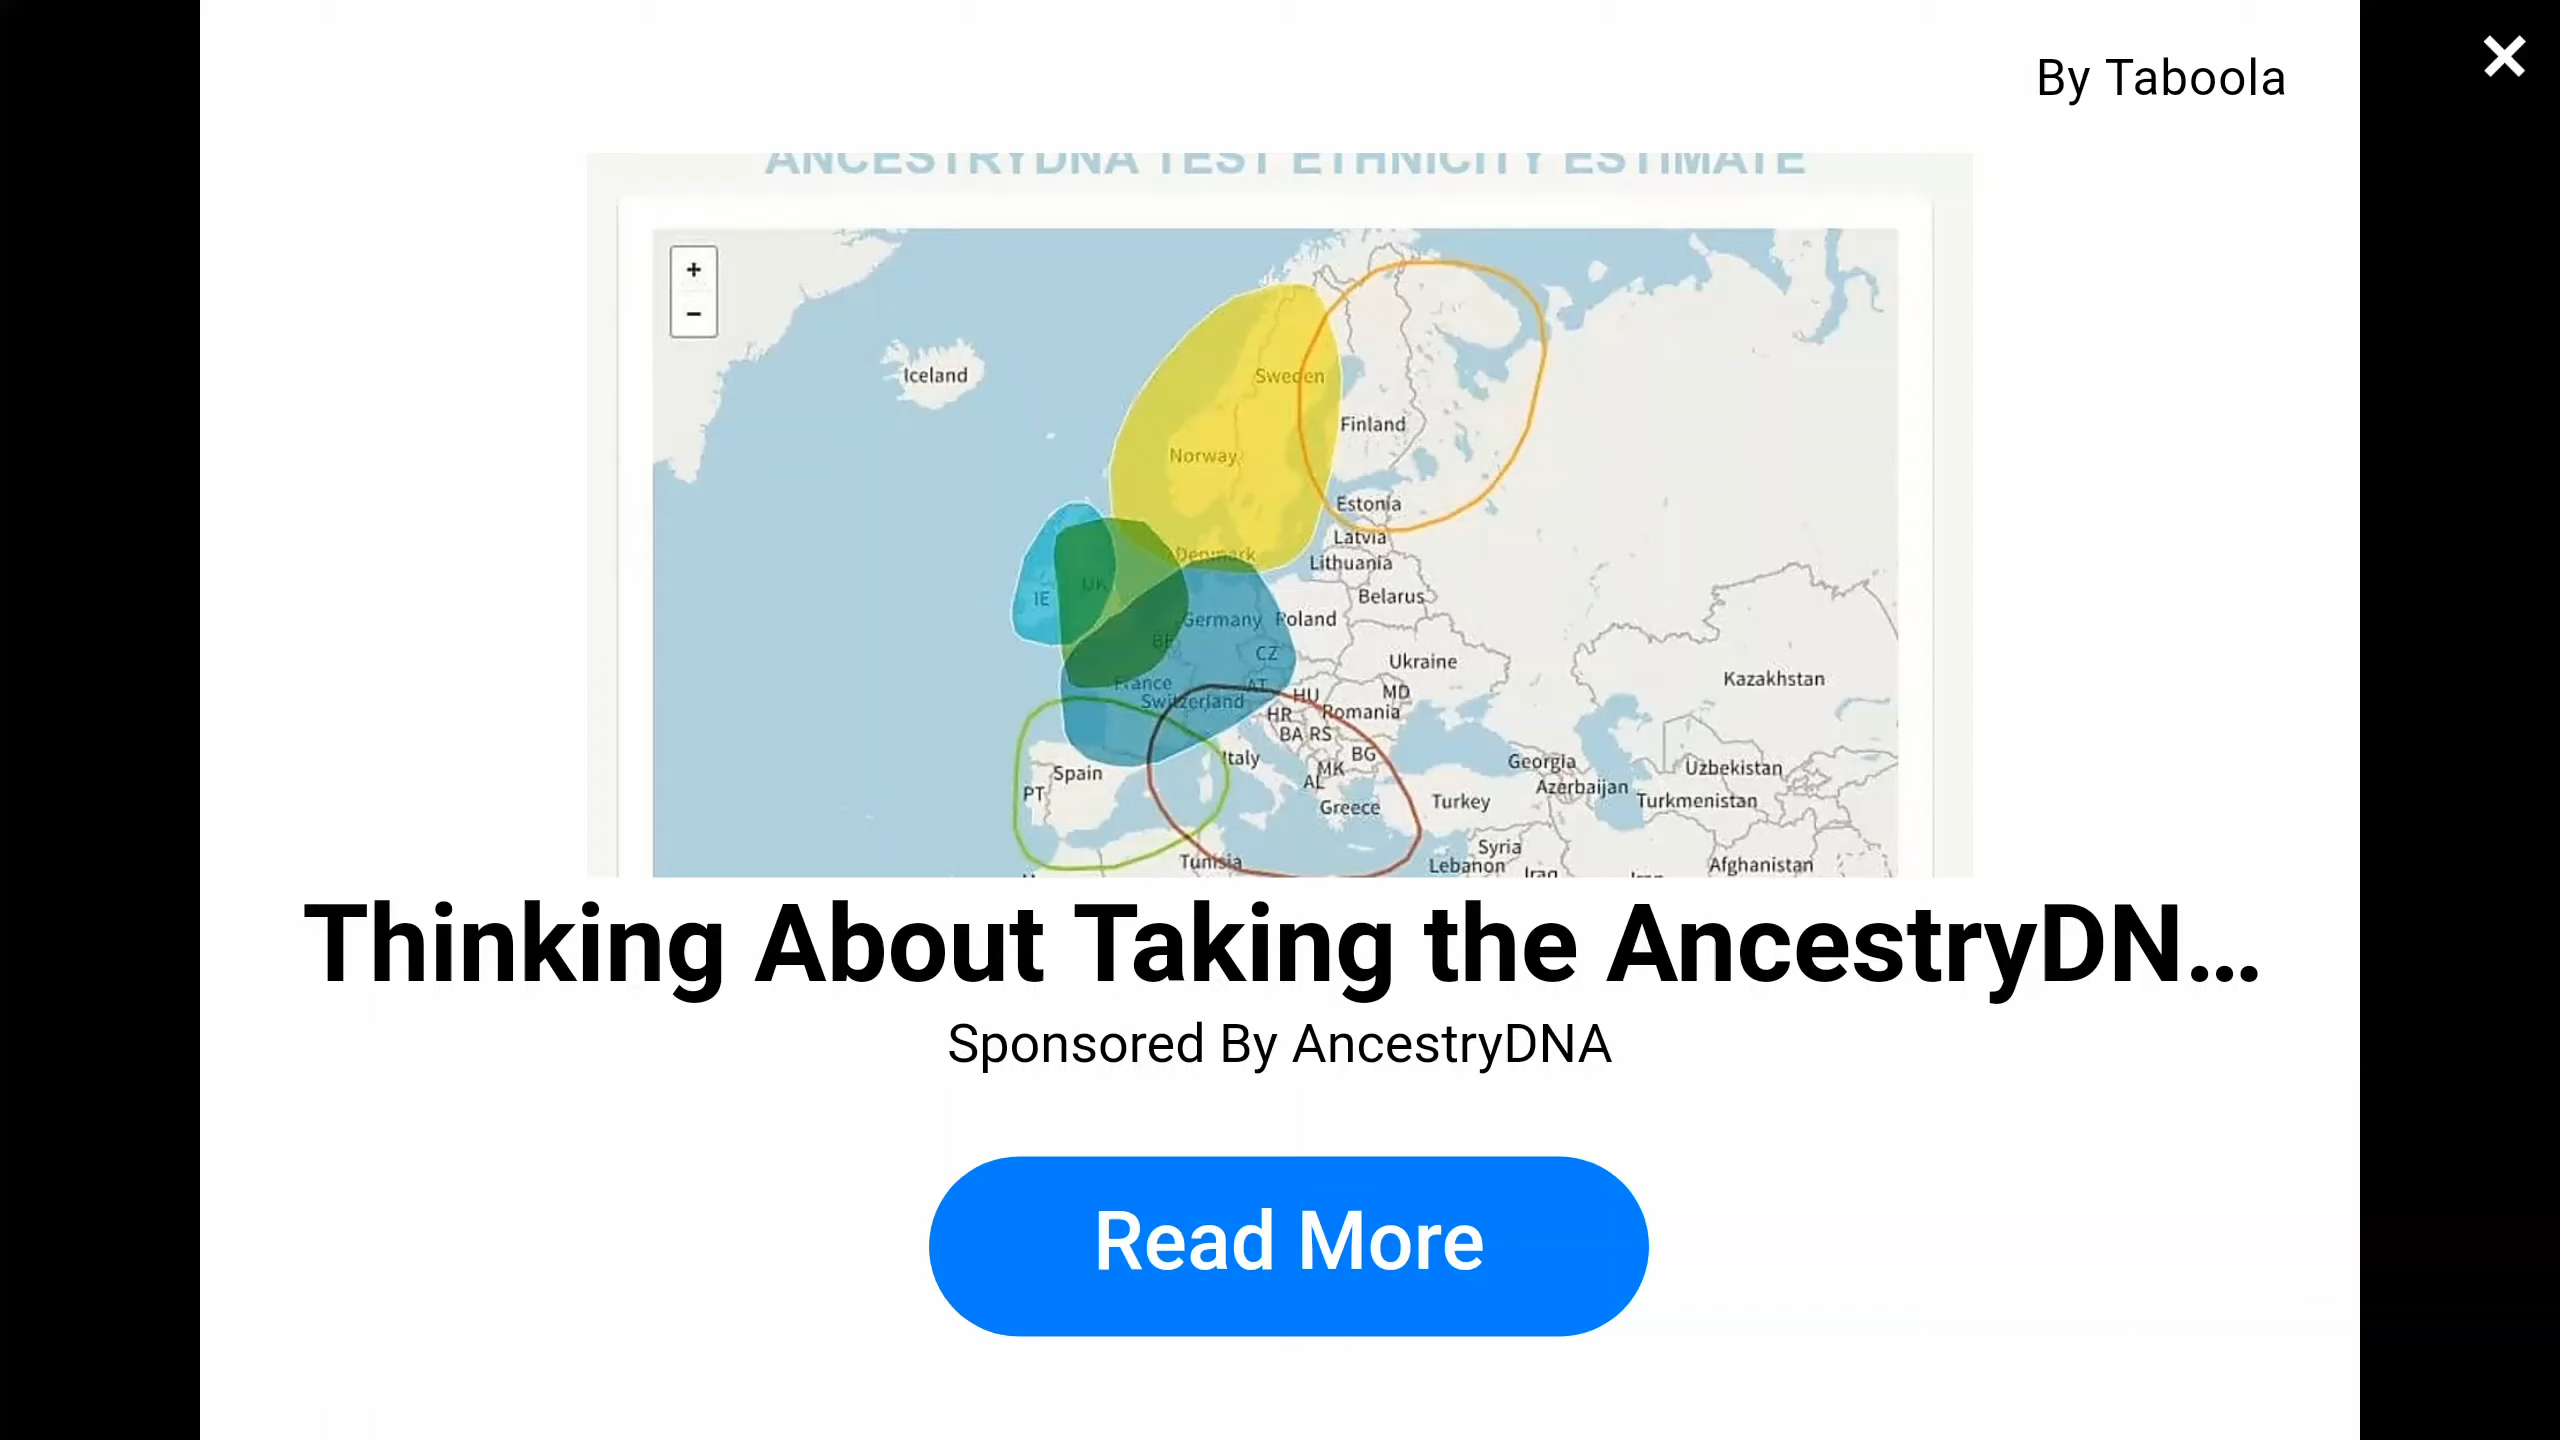 By Taboola
ANCESTRYDNA TEST ETHNICITY ESTIMATE
+
−
Iceland
Sweden
Finland
Norway
Estonia
Latvia
Denmark
Lithuania
UK
IE
Belarus
Germany
Poland
BE
CZ
Ukraine
Kazakhstan
France
AT
Switzerland
HU
MD
HR
Romania
BA
RS
Italy
BG
Georgia
Uzbekistan
MK
Spain
AL
Azerbaijan
PT
Greece
Turkey
Turkmenistan
Syria
Tunisia
Lebanon
Afghanistan
Iraq
Thinking About Taking the AncestryDN...
Sponsored By AncestryDNA
Read More